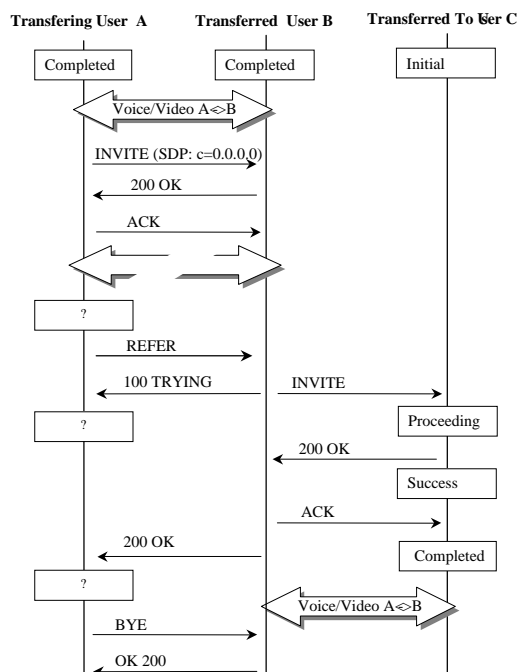 Transfering User A
Transferred User B
Transferred To User C
Completed
Completed
Initial
Voice/Video A<>B
INVITE (SDP: c=0.0.0.0)
200 OK
ACK
?
REFER
100 TRYING
INVITE
?
Proceeding
200 OK
Success
ACK
200 OK
Completed
?
Voice/Video A<>B
BYE
OK 200